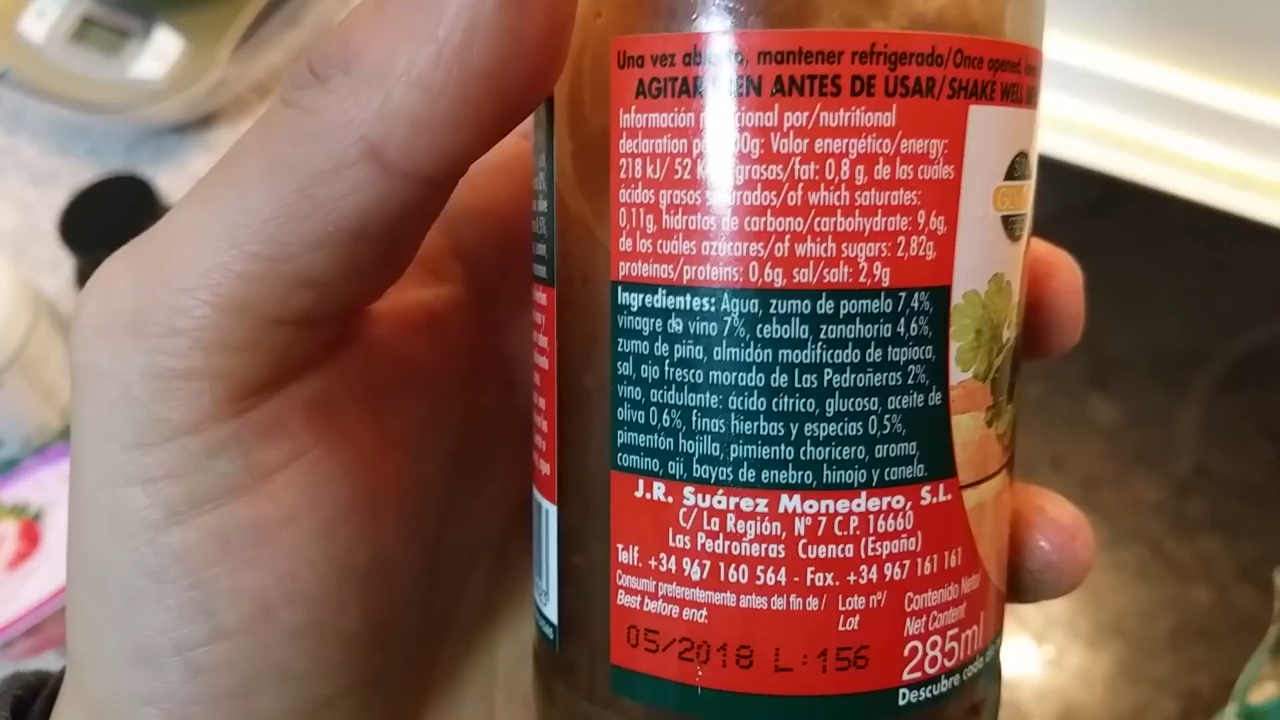 Una vez abierto, mantener refrigerado/Once opened,
AGITAR BIEN ANTES DE USAR/SHAKE WELL
Información nutricional por/nutritional
declaration per 100g: Valor energético/energy:
218 kJ/ 52 K grasas/fat: 0,8 g, de las cuáles
ácidos grasos saturados/of which saturates:
0,11g, hidratos de carbono/carbohydrate: 9,6g,
de los cuáles azúcares/of which sugars: 2,82g,
proteínas/proteins: 0,6g, sal/salt: 2,9g
Ingredientes: Agua, zumo de pomelo 7,4%,
vinagre de vino 7%, cebolla, zanahoria 4,6%,
zumo de piña, almidón modificado de tapioca,
sal, ajo fresco morado de Las Pedroñeras 2%,
vino, acidulante: ácido cítrico, glucosa, aceite de
oliva 0,6%, finas hierbas y especias 0,5%,
pimentón hojilla, pimiento choricero, aroma,
comino, ají, bayas de enebro, hinojo y canela.
J.R. Suárez Monedero, S.L.
C/ La Región, Nº 7 C.P. 16660
Las Pedroñeras Cuenca (España)
Telf. +34 967 160 564 - Fax. +34 967 161 161
Consumir preferentemente antes del fin de/
Best before end:
Lote nº/
Lot
05/2018 L:156
Contenido Neto/
Net Content
285ml
Descubre cada